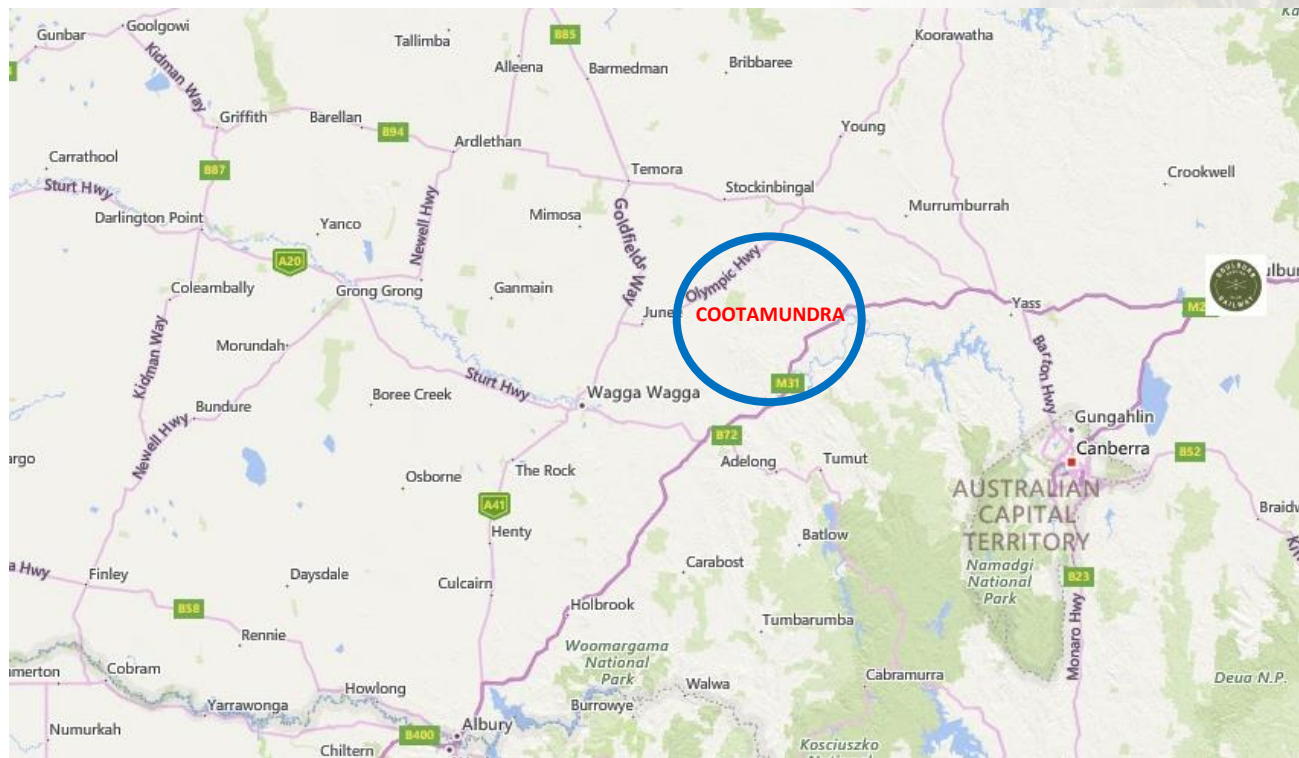 Gunbar
Goolgowi
Tallimba
B85
Koorawatha
Kidman Way
Alleena
Barmedman
Bribbaree
Griffith
Barellan
B94
Ardlethan
Young
Carrathool
B87
Temora
Crookwell
Sturt Hwy
Stockinbingal
Newell Hwy
Goldfields Way
Murrumburrah
Darlington Point
Yanco
Mimosa
Olympic Hwy
A20
GOULBURN
RAILWAY
Coleambally
Grong Grong
Ganmain
Yass
COOTAMUNDRA
Morundah
Kidman Way
Barton Hwy
Sturt Hwy
M31
Boree Creek
Wagga Wagga
Bundure
Gungahlin
Newell Hwy
B72
Canberra
B52
Adelong
Tumut
The Rock
Osborne
AUSTRALIAN
CAPITAL
TERRITORY
A41
Henty
Batlow
Carabost
Namadgi
National
Park
Finley
Daysdale
Culcairn
B23
B58
Holbrook
Tumbarumba
Monaro Hwy
Rennie
Woomargama
National
Park
Cobram
Howlong
Walwa
Cabramurra
Deua N.P.
Yarrawonga
Burrowye
Numurkah
Albury
B400
Chiltern
Kosciuszko